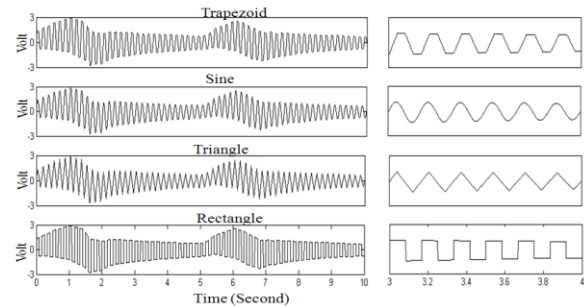 Trapezoid
3
0
-3
Volt
Sine
3
0
-3
Volt
Triangle
3
0
-3
Volt
Rectangle
3
0
-3
Volt
0 1 2 3 4 5 6 7 8 9 10
3 3.2 3.4 3.6 3.8 4
Time (Second)